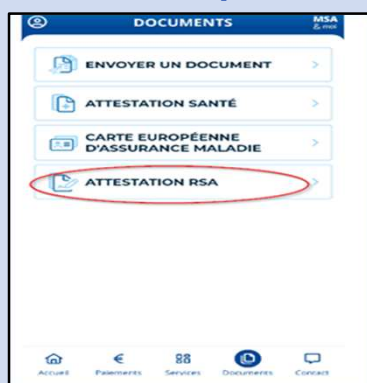 DOCUMENTS
MSA
& moi
ENVOYER UN DOCUMENT
ATTESTATION SANTÉ
CARTE EUROPÉENNE
D'ASSURANCE MALADIE
ATTESTATION RSA
Accueil
Paiements
Services
Documents
Contact